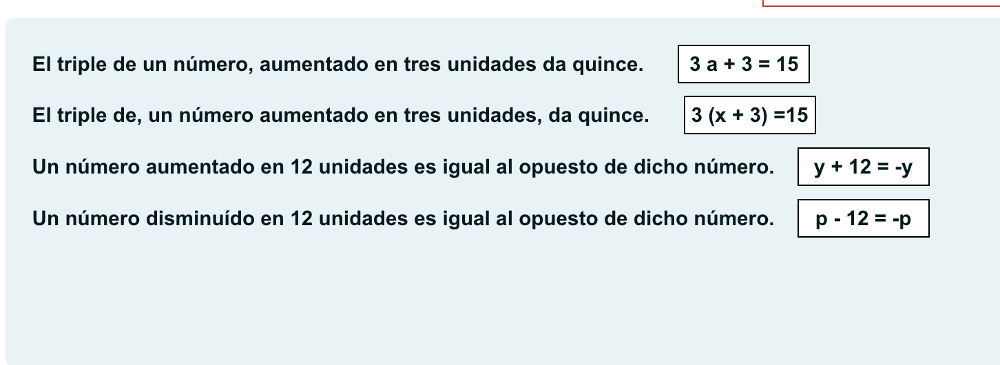 El triple de un número, aumentado en tres unidades da quince. 3 a + 3 = 15
El triple de, un número aumentado en tres unidades, da quince. 3 (x + 3) =15
Un número aumentado en 12 unidades es igual al opuesto de dicho número. y + 12 = -y
Un número disminuído en 12 unidades es igual al opuesto de dicho número. p - 12 = -p